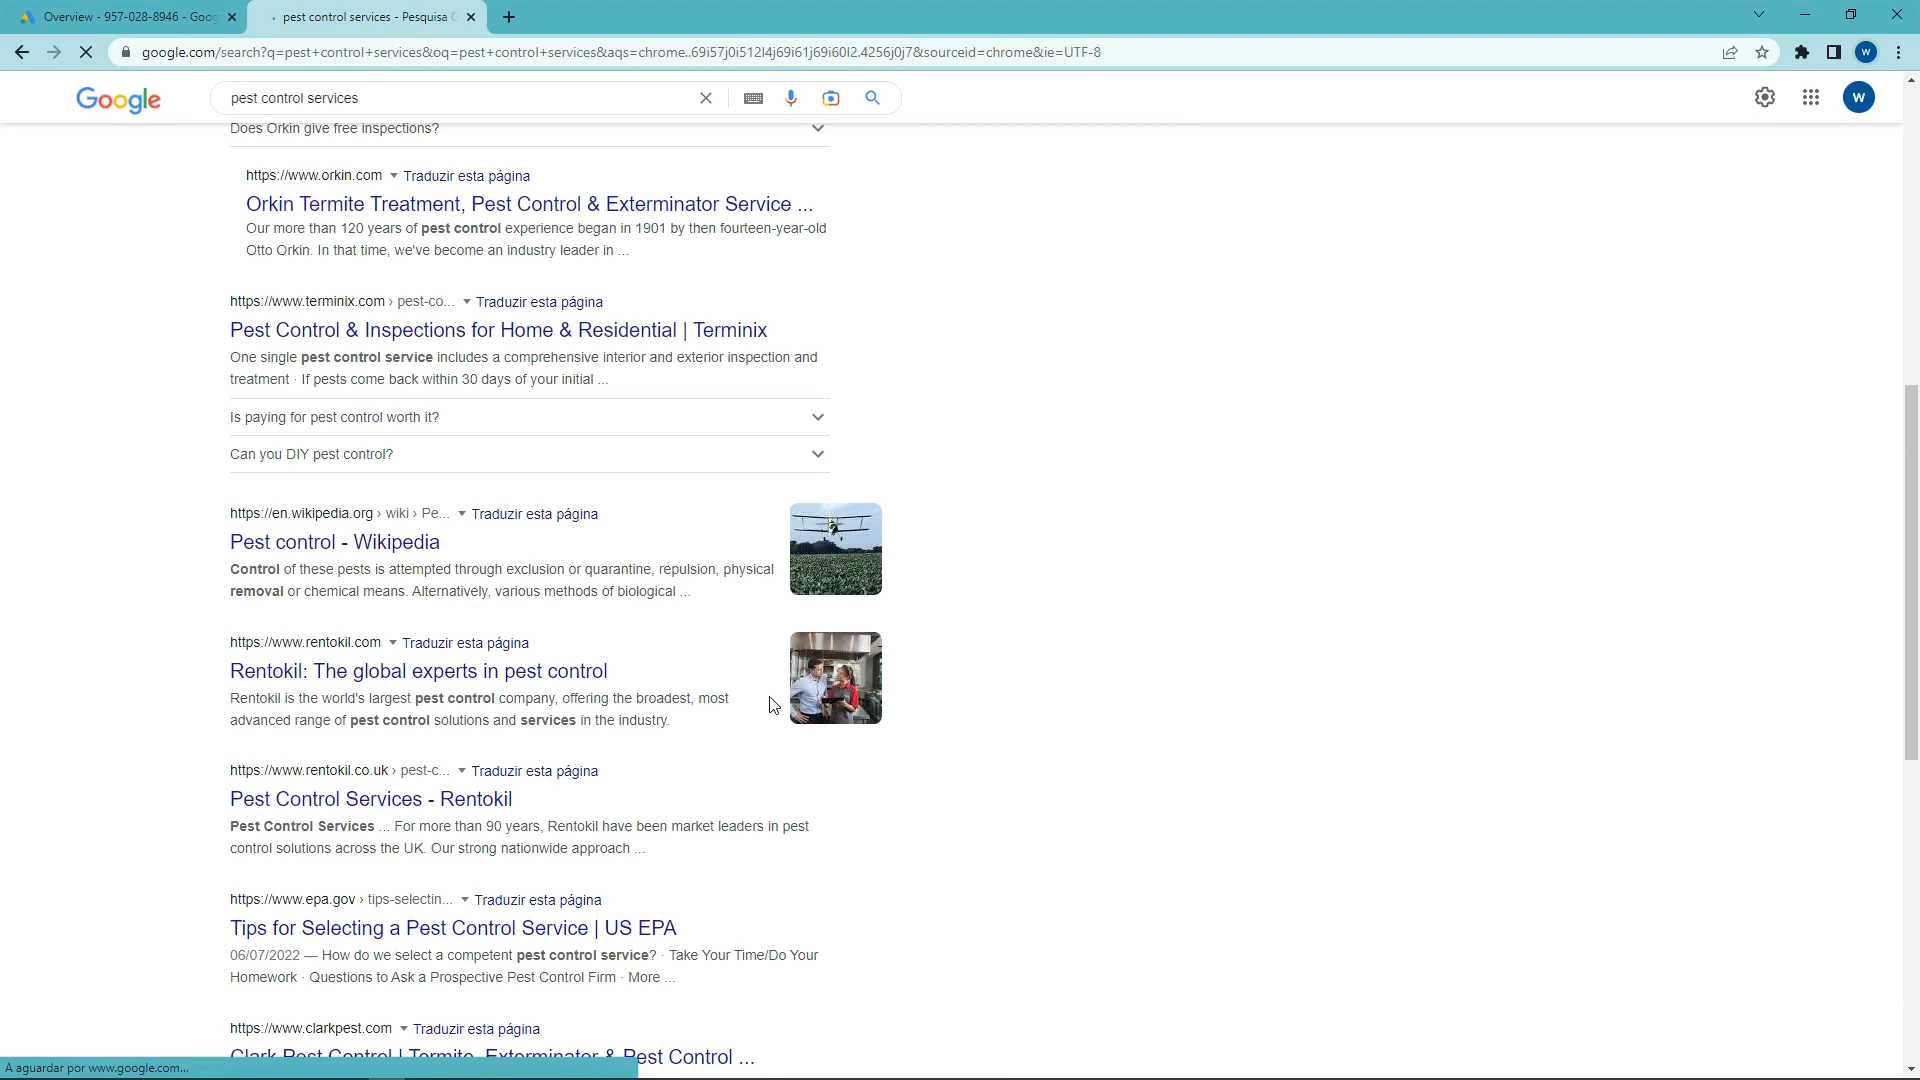 Overview - 957-028-8946 - Goog
pest control services - Pesquisa G
google.com/search?q=pest+control+services&oq=pest+control+services&aqs=chrome..69i57j0i512l4j69i61j69i60l2.4256j0j7&sourceid=chrome&ie=UTF-8
W
Google
pest control services
W
Does Orkin give free inspections?
https://www.orkin.com Traduzir esta página
Orkin Termite Treatment, Pest Control & Exterminator Service ...
Our more than 120 years of pest control experience began in 1901 by then fourteen-year-old
Otto Orkin. In that time, we've become an industry leader in ...
https://www.terminix.com › pest-co... Traduzir esta página
Pest Control & Inspections for Home & Residential | Terminix
One single pest control service includes a comprehensive interior and exterior inspection and
treatment · If pests come back within 30 days of your initial ...
Is paying for pest control worth it?
Can you DIY pest control?
https://en.wikipedia.org › wiki › Pe... Traduzir esta página
Pest control - Wikipedia
Control of these pests is attempted through exclusion or quarantine, repulsion, physical
removal or chemical means. Alternatively, various methods of biological ...
https://www.rentokil.com Traduzir esta página
Rentokil: The global experts in pest control
Rentokil is the world's largest pest control company, offering the broadest, most
advanced range of pest control solutions and services in the industry.
https://www.rentokil.co.uk › pest-c... Traduzir esta página
Pest Control Services - Rentokil
Pest Control Services ... For more than 90 years, Rentokil have been market leaders in pest
control solutions across the UK. Our strong nationwide approach ...
https://www.epa.gov › tips-selectin... Traduzir esta página
Tips for Selecting a Pest Control Service | US EPA
06/07/2022 — How do we select a competent pest control service? · Take Your Time/Do Your
Homework · Questions to Ask a Prospective Pest Control Firm · More ...
https://www.clarkpest.com Traduzir esta página
Clark Pest Control | Termite, Exterminator & Pest Control ...
A aguardar por www.google.com...